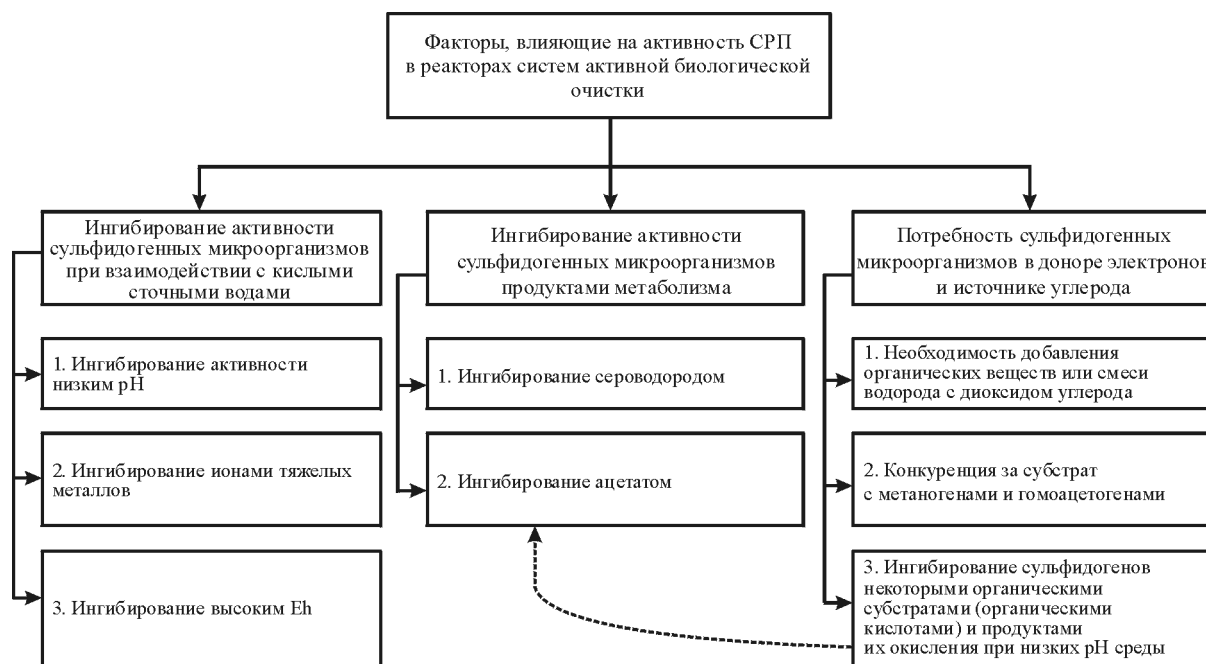 Факторы, влияющие на активность СРП
в реакторах систем активной биологической
очистки
Ингибирование активности
сульфидогенных микроорганизмов
при взаимодействии с кислыми
сточными водами
1. Ингибирование активности
низким pH
2. Ингибирование ионами тяжелых
металлов
3. Ингибирование высоким Eh
Ингибирование активности
сульфидогенных микроорганизмов
продуктами метаболизма
1. Ингибирование сероводородом
2. Ингибирование ацетатом
Потребность сульфидогенных
микроорганизмов в доноре электронов
и источнике углерода
1. Необходимость добавления
органических веществ или смеси
водорода с диоксидом углерода
2. Конкуренция за субстрат
с метаногенами и гомоацетогенами
3. Ингибирование сульфидогенов
некоторыми органическими
субстратами (органическими
кислотами) и продуктами
их окисления при низких pH среды